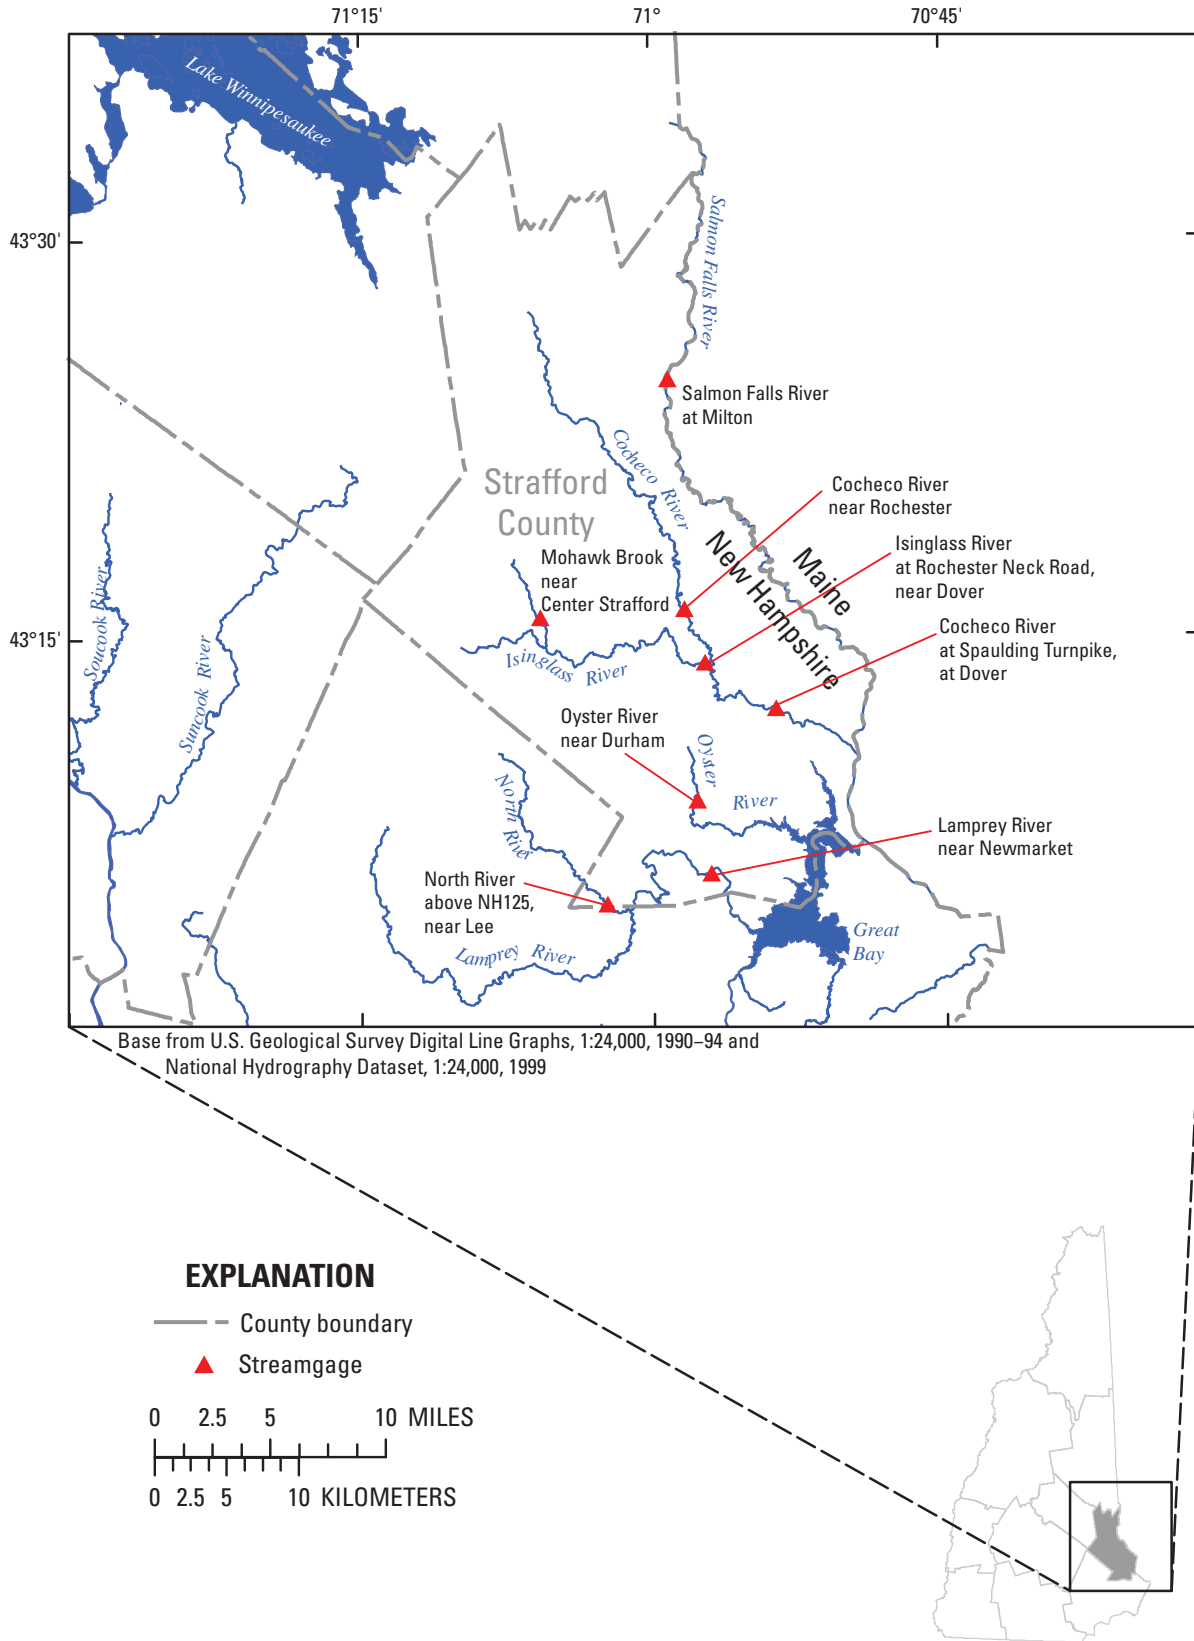 71°15'
71°
70°45'
Lake Winnipesaukee
43°30'
Salmon Falls River
Salmon Falls River
at Milton
Cocheco River
Strafford
County
Cocheco River
near Rochester
Maine
New Hampshire
Isinglass River
at Rochester Neck Road,
near Dover
Mohawk Brook
near
Center Strafford
Soucook River
Suncook River
43°15'
Isinglass River
Cocheco River
at Spaulding Turnpike,
at Dover
Oyster River
near Durham
Oyster
River
North River
Lamprey River
near Newmarket
North River
above NH125,
near Lee
Lamprey River
Great
Bay
Base from U.S. Geological Survey Digital Line Graphs, 1:24,000, 1990–94 and
National Hydrography Dataset, 1:24,000, 1999
EXPLANATION
County boundary
Streamgage
0 2.5 5 10 MILES
0 2.5 5 10 KILOMETERS